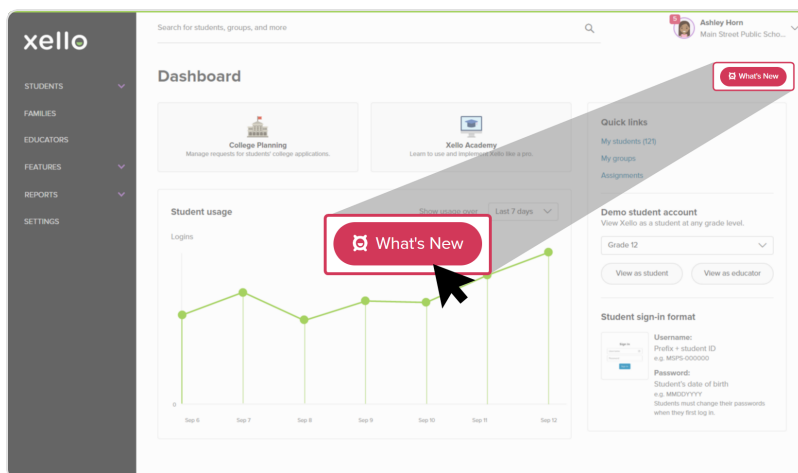 xello
Search for students, groups, and more
5
Ashley Horn
Main Street Public Scho...
What's New
STUDENTS
FAMILIES
EDUCATORS
FEATURES
REPORTS
SETTINGS
Dashboard
College Planning
Manage requests for students' college applications.
Xello Academy
Learn to use and implement Xello like a pro.
Student usage
Show usage over
Last 7 days
Logins
What's New
0
Sep 6
Sep 7
Sep 8
Sep 9
Sep 10
Sep 11
Sep 12
Quick links
My students (121)
My groups
Assignments
Demo student account
View Xello as a student at any grade level.
Grade 12
View as student
View as educator
Student sign-in format
Sign in
Username:
Prefix + student ID
e.g. MSPS-000000
Password:
Student's date of birth
e.g. MMDDYYYY
Students must change their passwords
when they first log in.